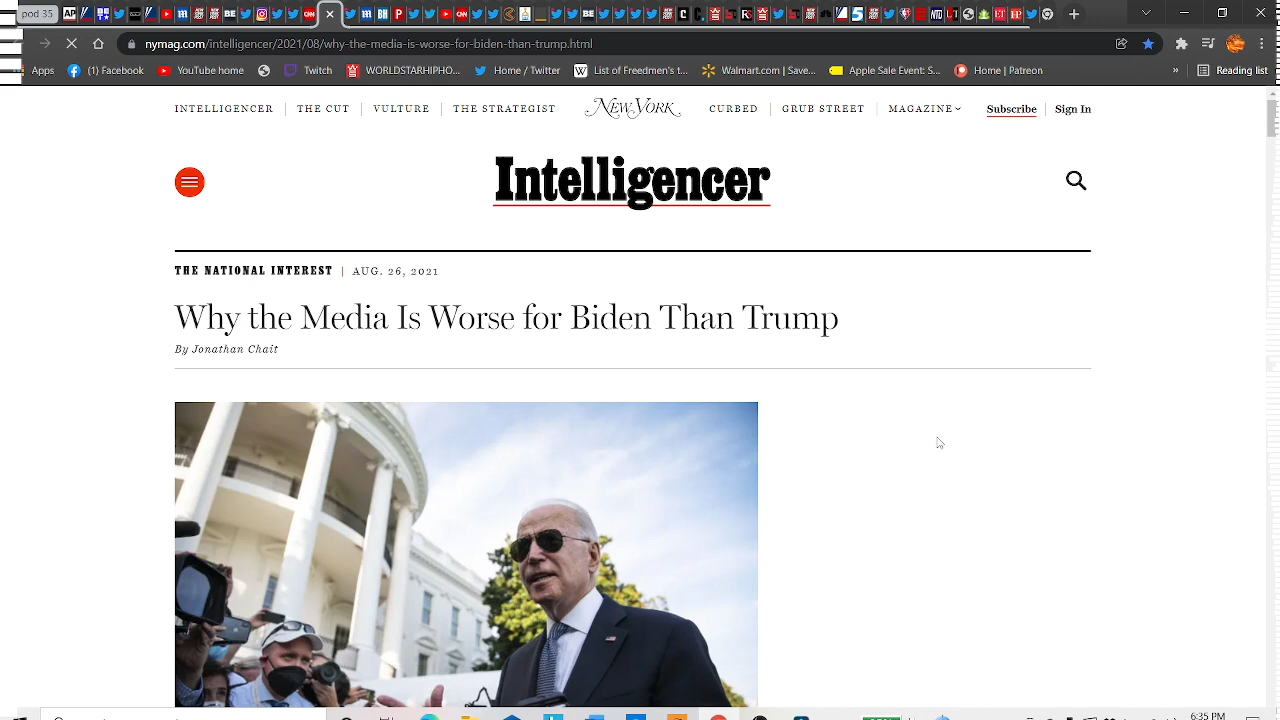 pod 35
nymag.com/intelligencer/2021/08/why-the-media-is-worse-for-biden-than-trump.html
Apps (1) Facebook YouTube home Twitch WORLDSTARHIPHO... Home / Twitter List of Freedmen's t... Walmart.com | Save... Apple Sale Event S... Home | Patreon » Reading list
INTELLIGENCER THE CUT VULTURE THE STRATEGIST NEW YORK CURBED GRUB STREET MAGAZINE Subscribe Sign In
Intelligencer
THE NATIONAL INTEREST | AUG. 26, 2021
Why the Media Is Worse for Biden Than Trump
By Jonathan Chait
6:35 PM